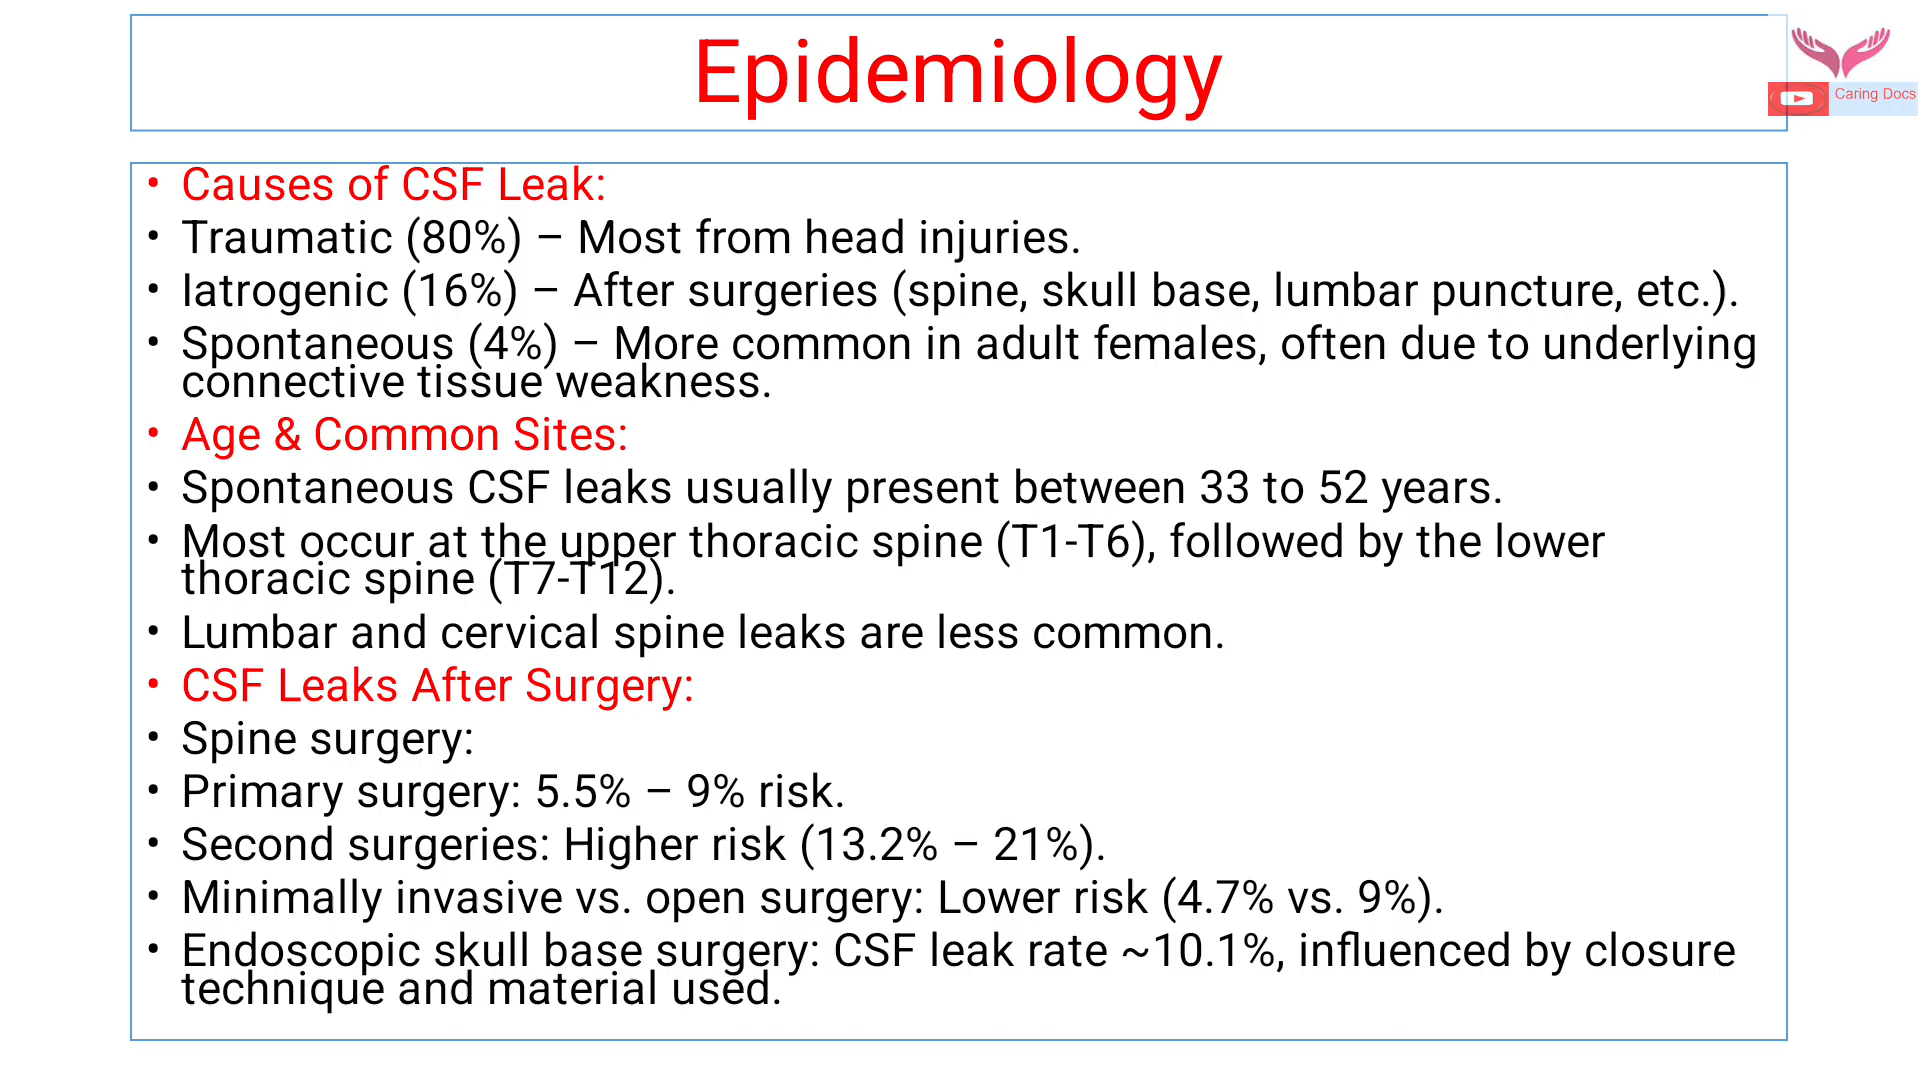 Epidemiology
Caring Docs
• Causes of CSF Leak:
• Traumatic (80%) – Most from head injuries.
• Iatrogenic (16%) – After surgeries (spine, skull base, lumbar puncture, etc.).
• Spontaneous (4%) – More common in adult females, often due to underlying
connective tissue weakness.
• Age & Common Sites:
• Spontaneous CSF leaks usually present between 33 to 52 years.
• Most occur at the upper thoracic spine (T1-T6), followed by the lower
thoracic spine (T7-T12).
• Lumbar and cervical spine leaks are less common.
• CSF Leaks After Surgery:
• Spine surgery:
• Primary surgery: 5.5% – 9% risk.
• Second surgeries: Higher risk (13.2% – 21%).
• Minimally invasive vs. open surgery: Lower risk (4.7% vs. 9%).
• Endoscopic skull base surgery: CSF leak rate ~10.1%, influenced by closure
technique and material used.